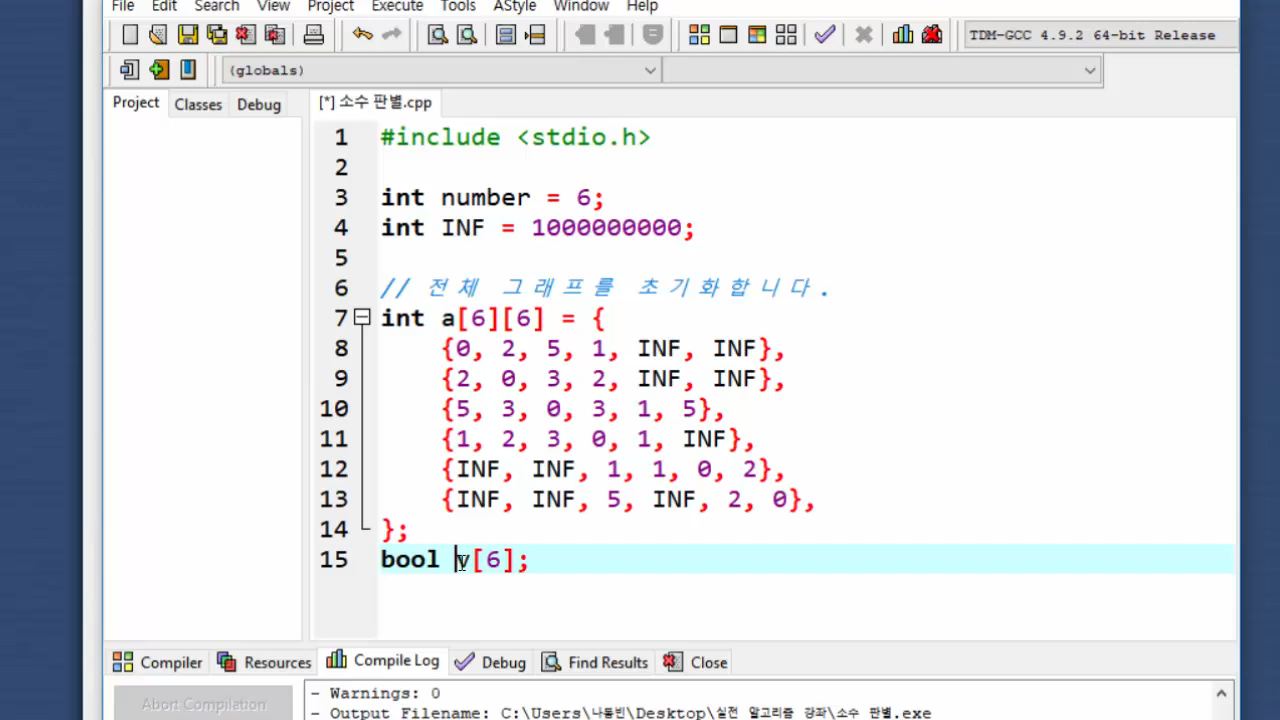 File Edit Search View Project Execute Tools AStyle Window Help
TDM-GCC 4.9.2 64-bit Release
(globals)
Project Classes Debug [*] 소수 판별.cpp
1 #include <stdio.h>
2
3 int number = 6;
4 int INF = 1000000000;
5
6 // 전체 그래프를 초기화합니다.
7 int a[6][6] = {
8 {0, 2, 5, 1, INF, INF},
9 {2, 0, 3, 2, INF, INF},
10 {5, 3, 0, 3, 1, 5},
11 {1, 2, 3, 0, 1, INF},
12 {INF, INF, 1, 1, 0, 2},
13 {INF, INF, 5, INF, 2, 0},
14 };
15 bool v[6];
Compiler Resources Compile Log Debug Find Results Close
Abort Compilation
- Warnings: 0
- Output Filename: C:\Users\나동빈\Desktop\실전 알고리즘 강좌\소수 판별.exe